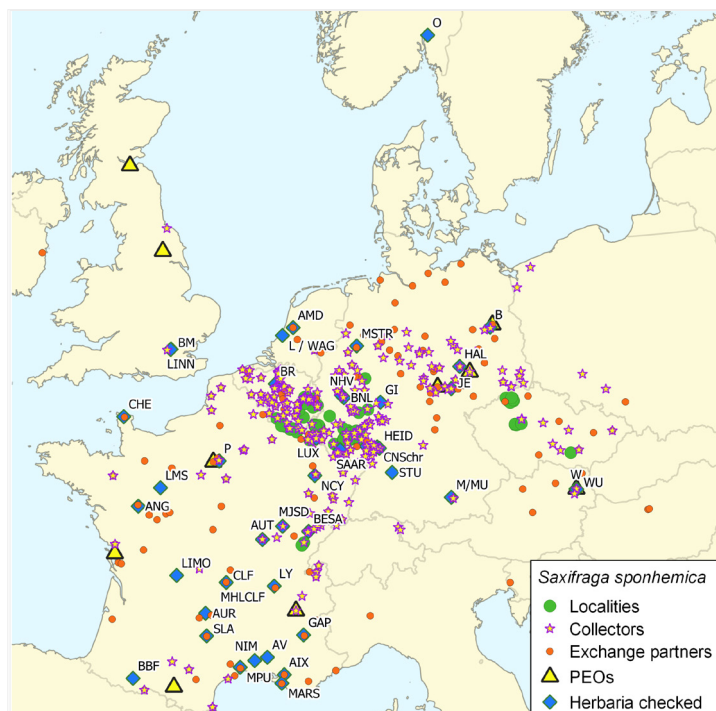 O
AMD
B
L / WAG
MSTR
BM
LINN
HAL
BR
NHV
JE
BNL
GI
CHE
HEID
LUX
CNSchr
P
SAAR
STU
LMS
NCY
W
WU
M/MU
ANG
MJSD
BESA
AUT
LIMO
CLF
LY
MHLCLF
AUR
SLA
GAP
NIM
AV
BBF
MPU
AIX
MARS
Saxifraga sponhemica
Localities
Collectors
Exchange partners
PEOs
Herbaria checked